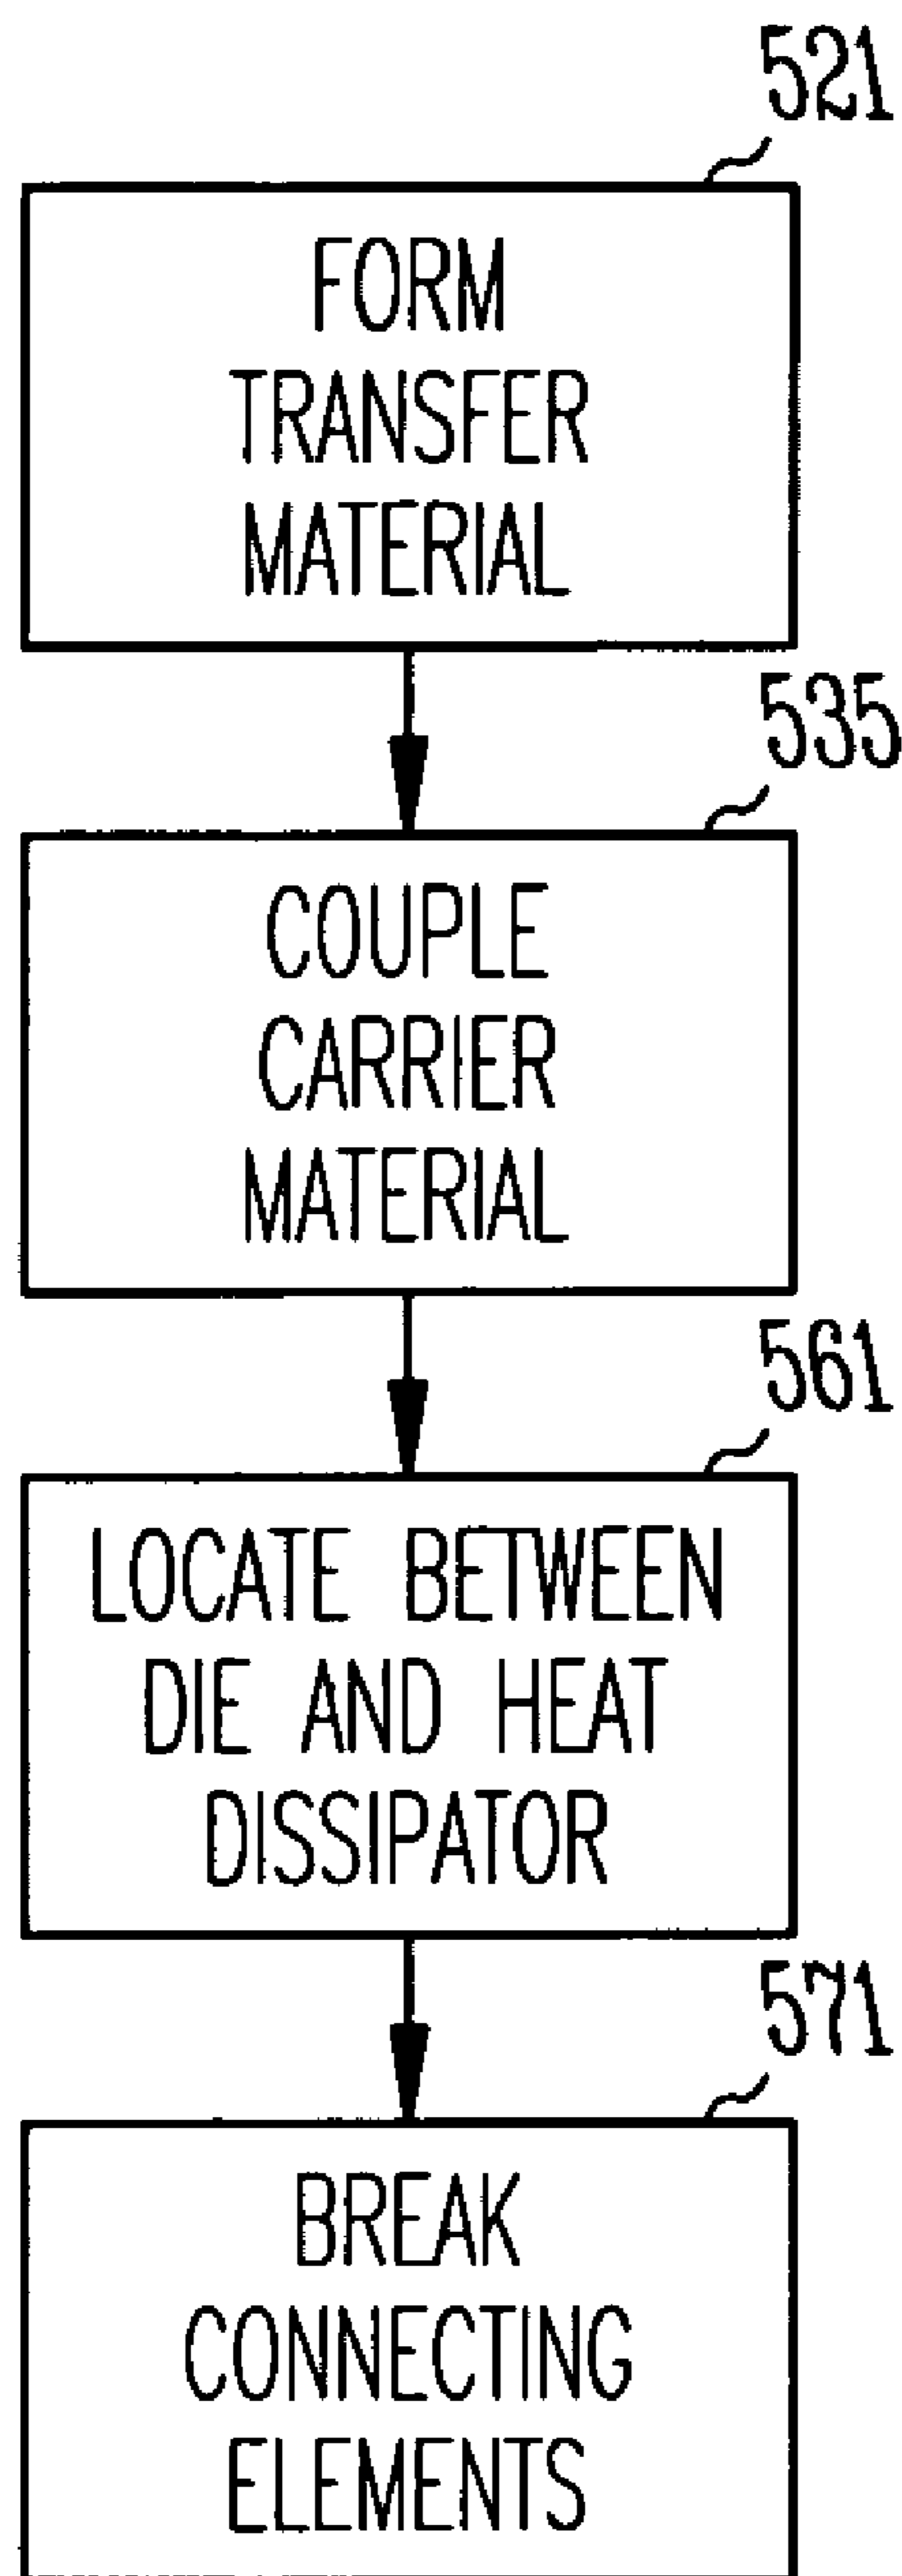 521
FORM
TRANSFER
MATERIAL
535
COUPLE
CARRIER
MATERIAL
561
LOCATE BETWEEN
DIE AND HEAT
DISSIPATOR
571
BREAK
CONNECTING
ELEMENTS